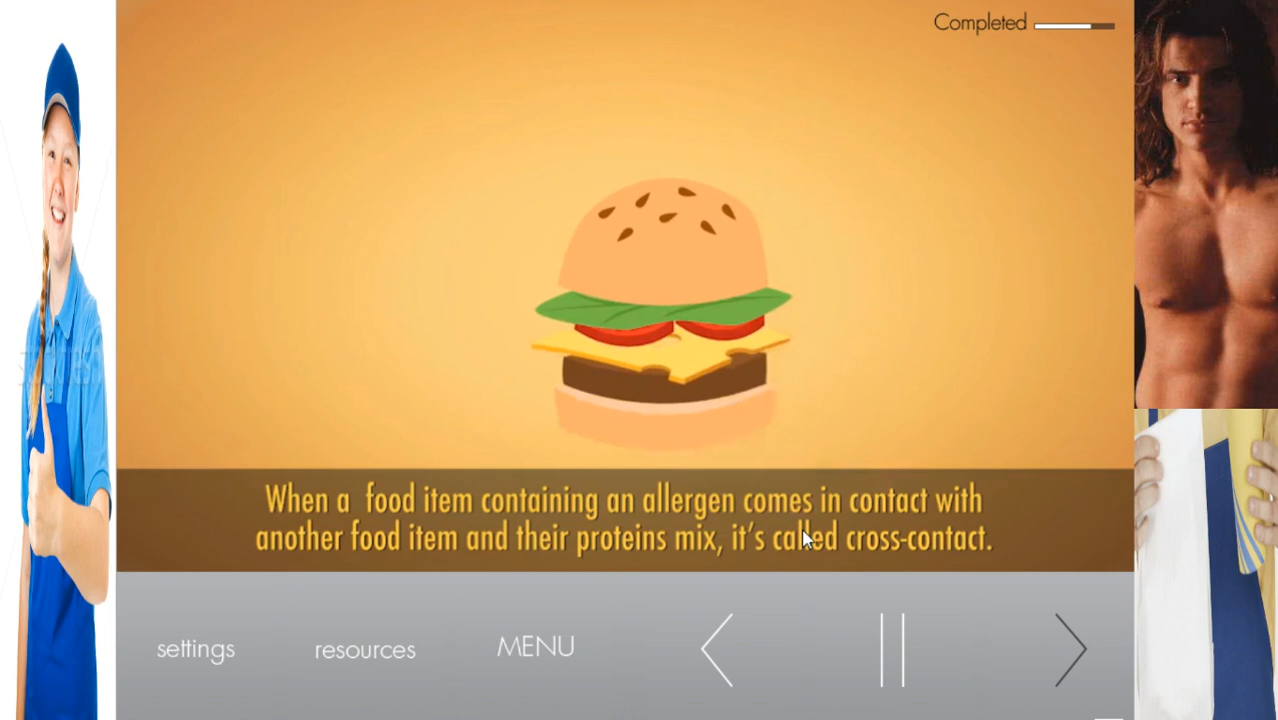 Completed
When a food item containing an allergen comes in contact with
another food item and their proteins mix, it's called cross-contact.
settings
resources
MENU